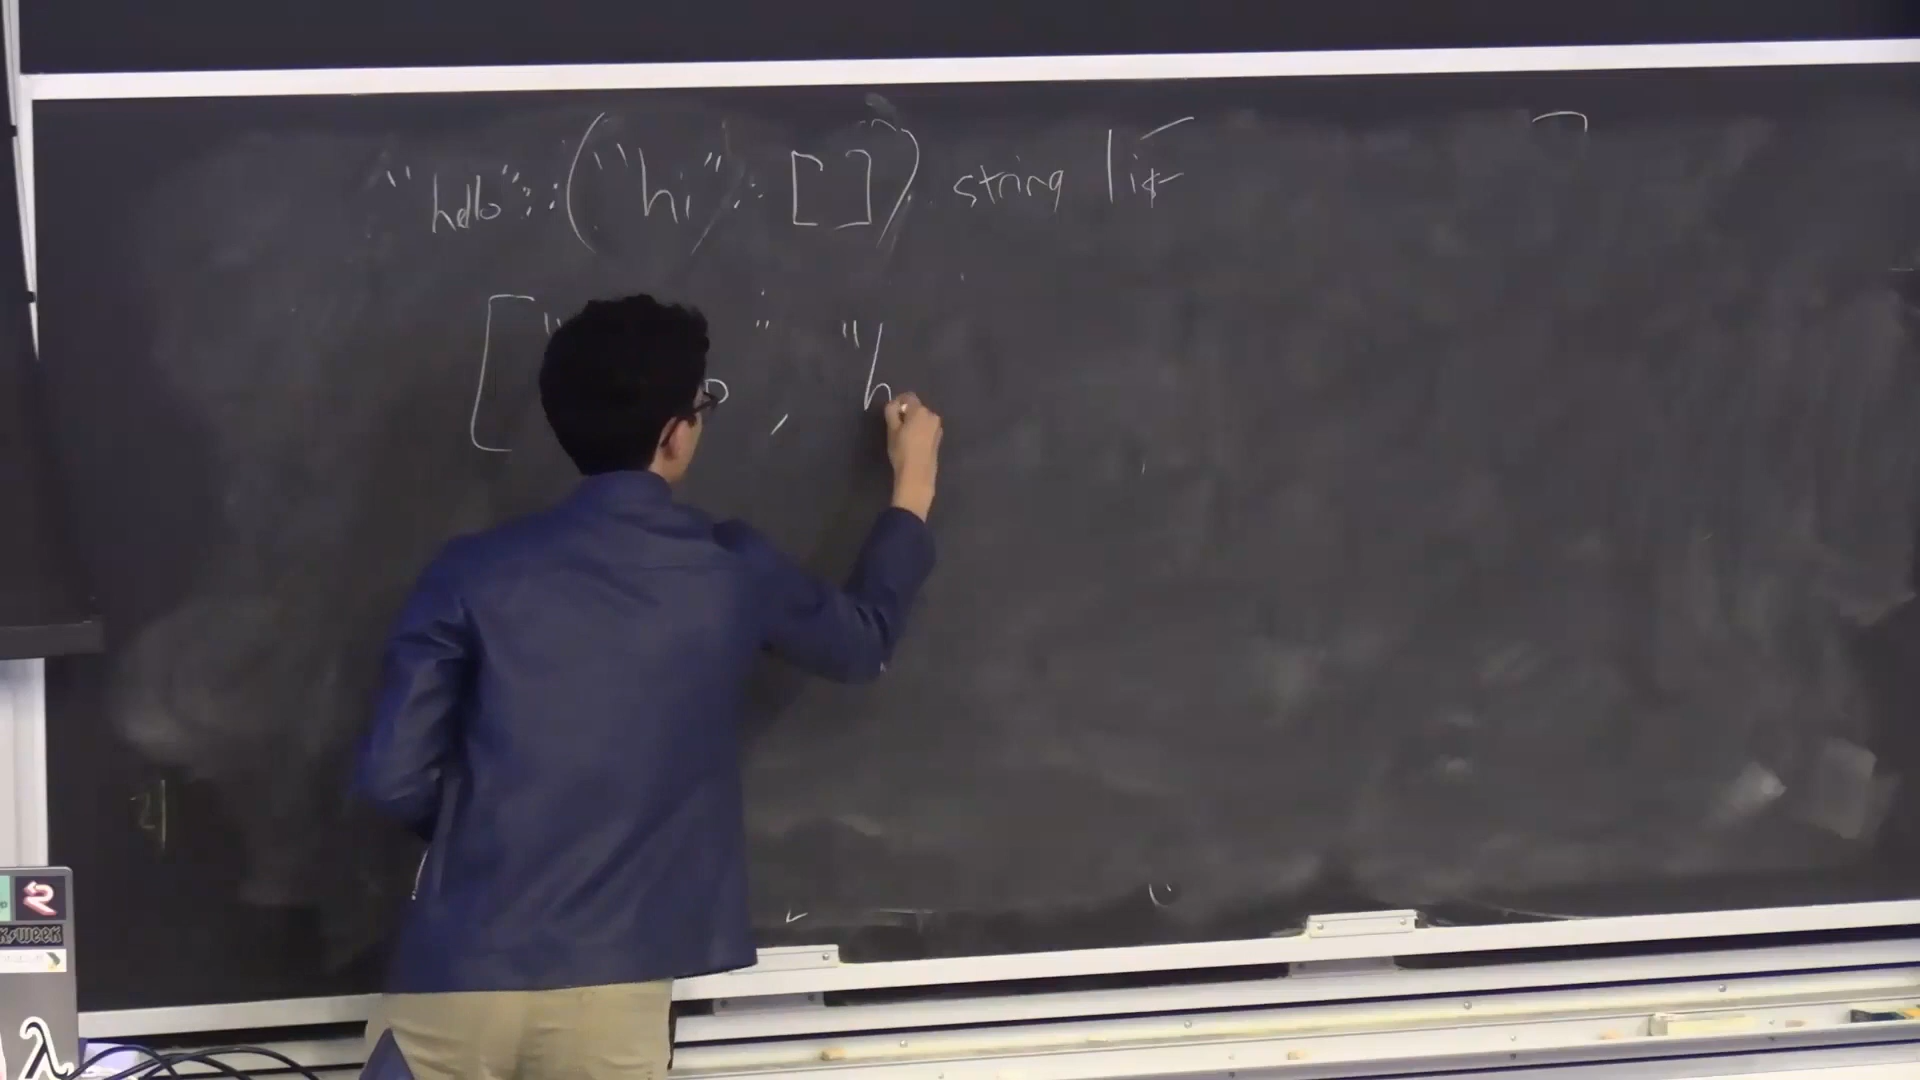 "hello" :: ("hi" :: []) : string list
[" o ", "h
λ